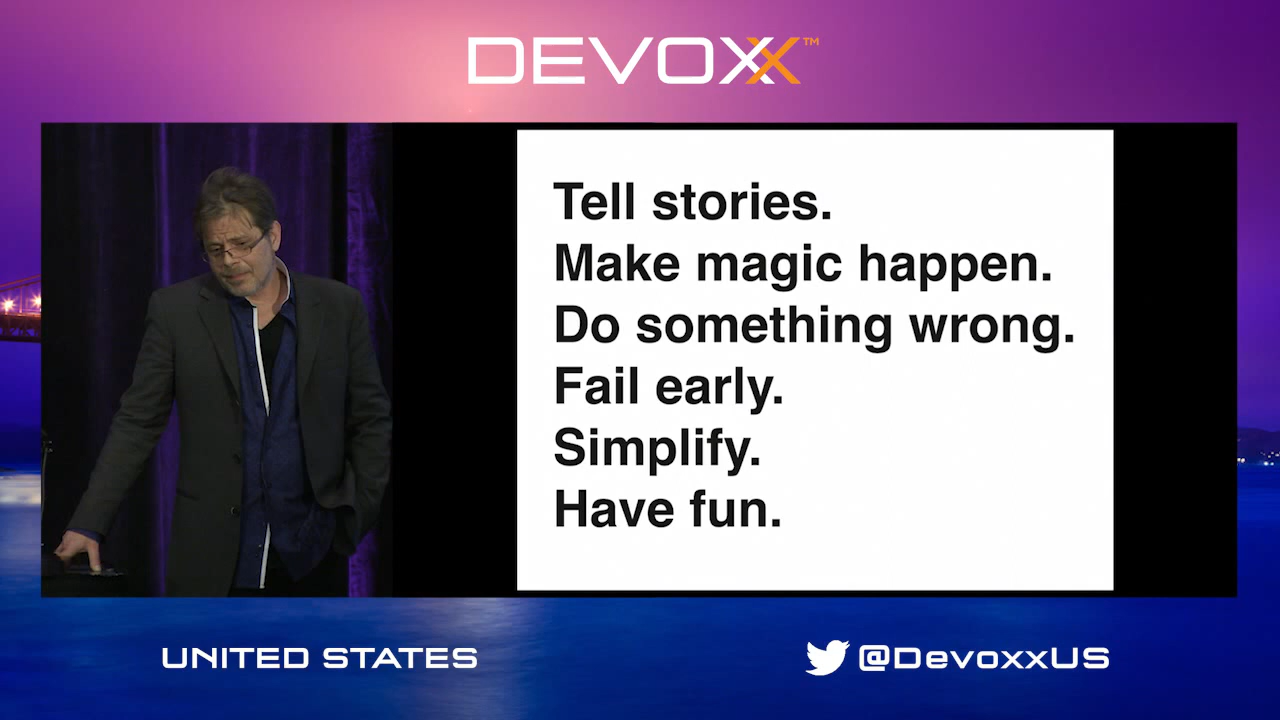 DEVOXX™
Tell stories.
Make magic happen.
Do something wrong.
Fail early.
Simplify.
Have fun.
UNITED STATES
@DevoxxUS